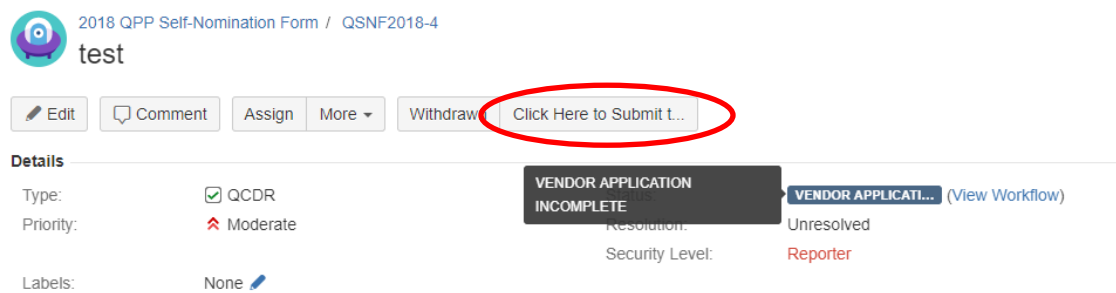 2018 QPP Self-Nomination Form / QSNF2018-4
test
Edit Comment Assign More Withdraw Click Here to Submit t...
Details
Type: QCDR VENDOR APPLICATION INCOMPLETE VENDOR APPLICATI... (View Workflow)
Priority: Moderate Resolution: Unresolved
Security Level: Reporter
Labels: None